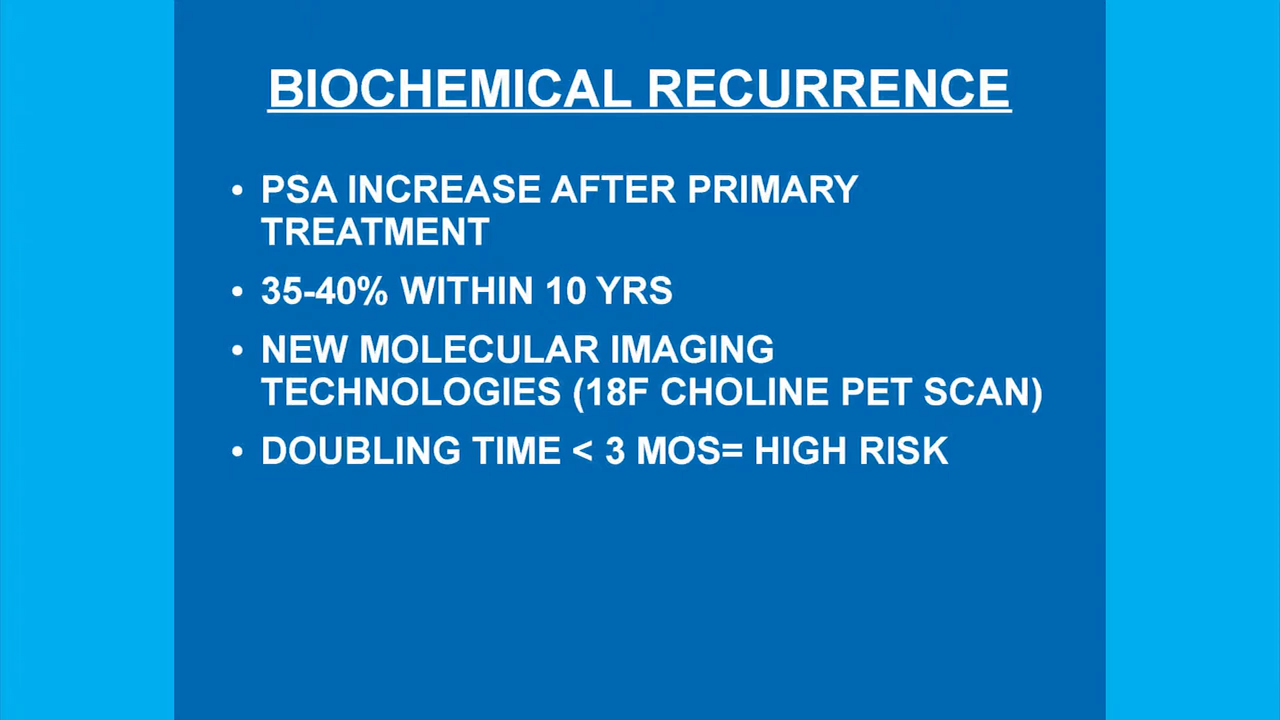 BIOCHEMICAL RECURRENCE
• PSA INCREASE AFTER PRIMARY
TREATMENT
• 35-40% WITHIN 10 YRS
• NEW MOLECULAR IMAGING
TECHNOLOGIES (18F CHOLINE PET SCAN)
• DOUBLING TIME < 3 MOS= HIGH RISK